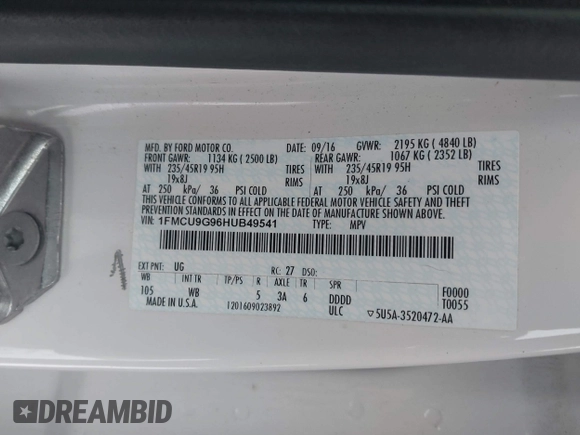 MFD. BY FORD MOTOR CO.
DATE: 09/16 GVWR: 2195 KG ( 4840 LB)
FRONT GAWR: 1134 KG ( 2500 LB) REAR GAWR: 1067 KG ( 2352 LB)
235/45R19 95H TIRES 235/45R19 95H TIRES
19x8J RIMS 19x8J RIMS
AT 250 kPa/ 36 PSI COLD AT 250 kPa/ 36 PSI COLD
THIS VEHICLE CONFORMS TO ALL APPLICABLE FEDERAL MOTOR VEHICLE SAFETY AND THEFT PREVENTION STANDARDS IN EFFECT ON THE DATE OF MANUFACTURE SHOWN ABOVE.
VIN: 1FMCU9G96HUB49541 TYPE: MPV
EXT PNT: UG RC: 27 DSO:
WB INT TR TP/PS R AXLE TR SPR F0000
105 WB 5 3A 6 DDDD T0055
MADE IN U.S.A. 1201609023892 ULC 5U5A-3520472-AA
DREAMBID